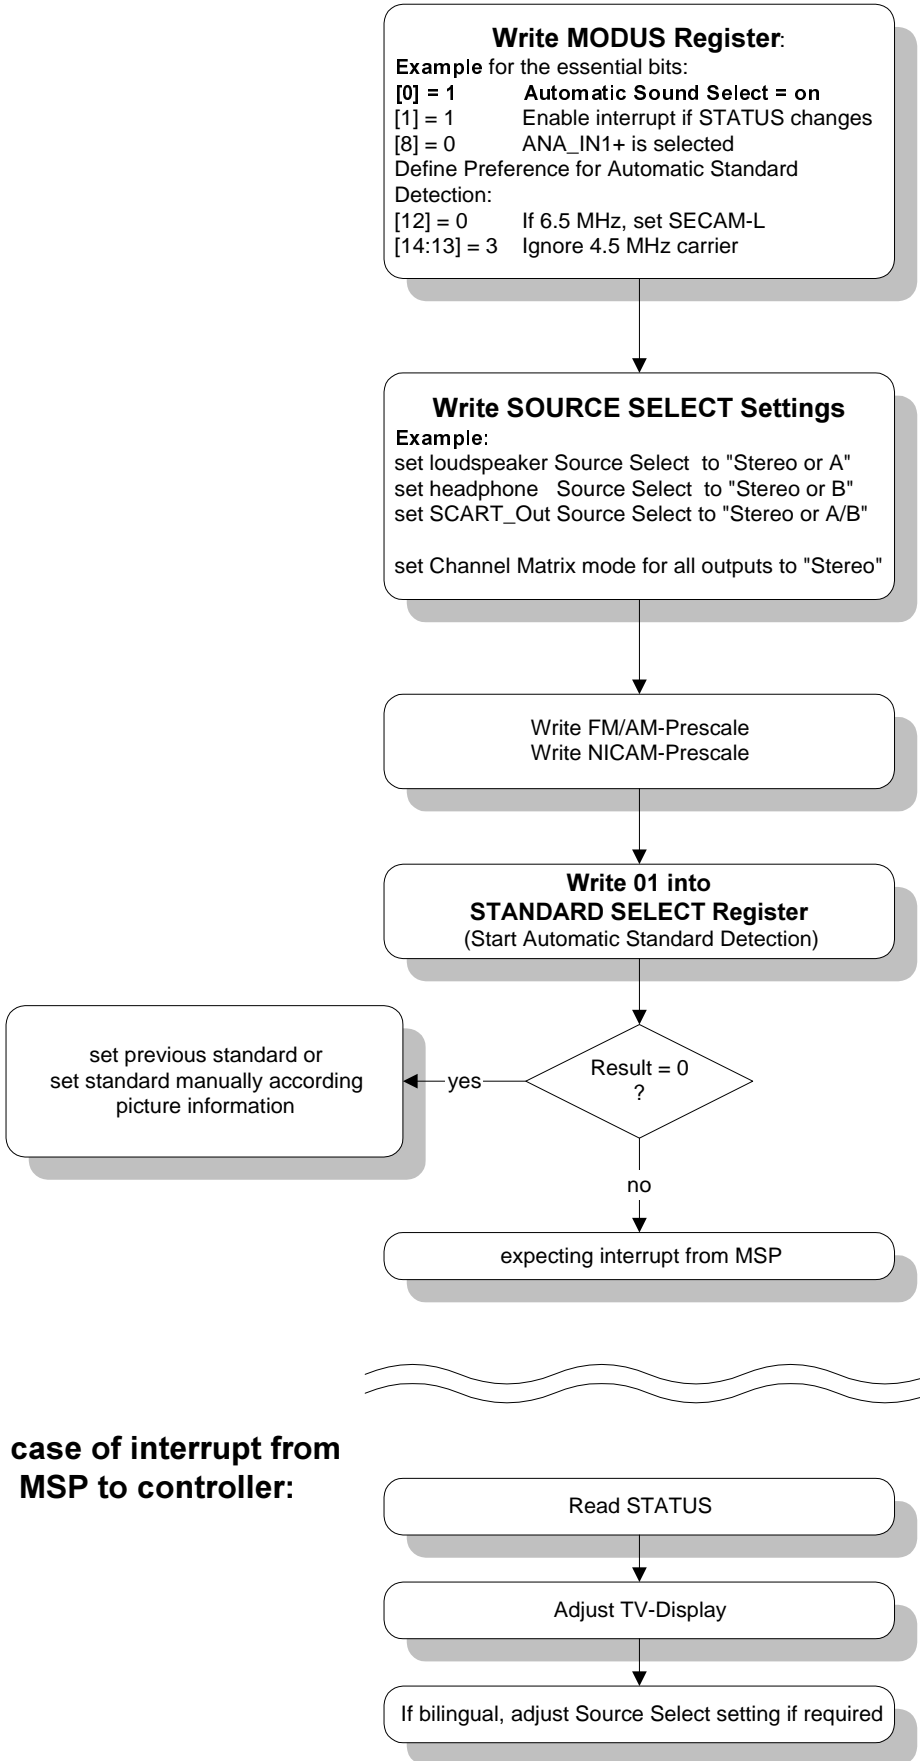 Write MODUS Register:
Example for the essential bits:
[0] = 1 Automatic Sound Select = on
[1] = 1 Enable interrupt if STATUS changes
[8] = 0 ANA_IN1+ is selected
Define Preference for Automatic Standard
Detection:
[12] = 0 If 6.5 MHz, set SECAM-L
[14:13] = 3 Ignore 4.5 MHz carrier
Write SOURCE SELECT Settings
Example:
set loudspeaker Source Select to "Stereo or A"
set headphone Source Select to "Stereo or B"
set SCART_Out Source Select to "Stereo or A/B"
set Channel Matrix mode for all outputs to "Stereo"
Write FM/AM-Prescale
Write NICAM-Prescale
Write 01 into
STANDARD SELECT Register
(Start Automatic Standard Detection)
set previous standard or
set standard manually according
picture information
yes
Result = 0
?
no
expecting interrupt from MSP
case of interrupt from
MSP to controller:
Read STATUS
Adjust TV-Display
If bilingual, adjust Source Select setting if required